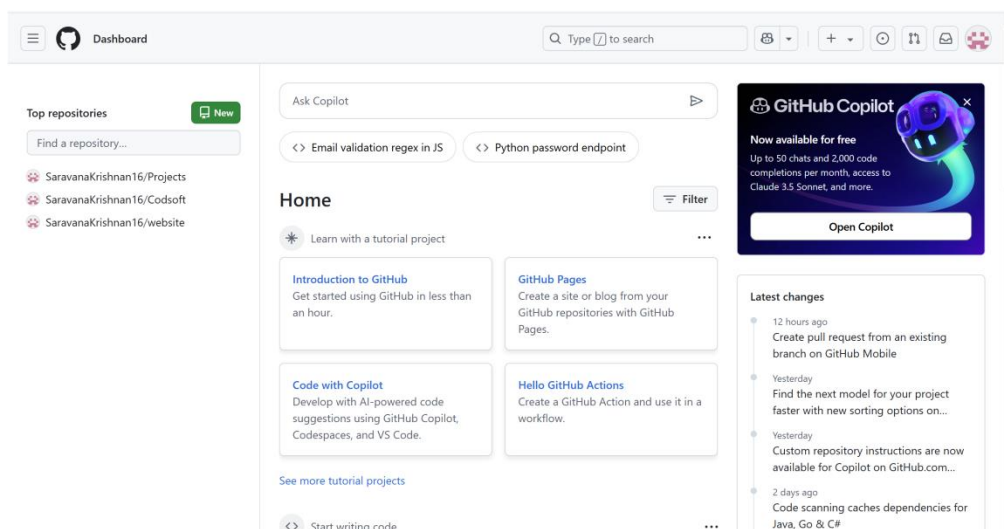 Dashboard
Type / to search
Top repositories
New
Find a repository...
SaravanaKrishnan16/Projects
SaravanaKrishnan16/Codsoft
SaravanaKrishnan16/website
Ask Copilot
Email validation regex in JS
Python password endpoint
Home
Filter
Learn with a tutorial project
Introduction to GitHub
Get started using GitHub in less than
an hour.
GitHub Pages
Create a site or blog from your
GitHub repositories with GitHub
Pages.
Code with Copilot
Develop with AI-powered code
suggestions using GitHub Copilot,
Codespaces, and VS Code.
Hello GitHub Actions
Create a GitHub Action and use it in a
workflow.
See more tutorial projects
Start writing code
GitHub Copilot
Now available for free
Up to 50 chats and 2,000 code
completions per month, access to
Claude 3.5 Sonnet, and more.
Open Copilot
Latest changes
12 hours ago
Create pull request from an existing
branch on GitHub Mobile
Yesterday
Find the next model for your project
faster with new sorting options on...
Yesterday
Custom repository instructions are now
available for Copilot on GitHub.com...
2 days ago
Code scanning caches dependencies for
Java, Go & C#